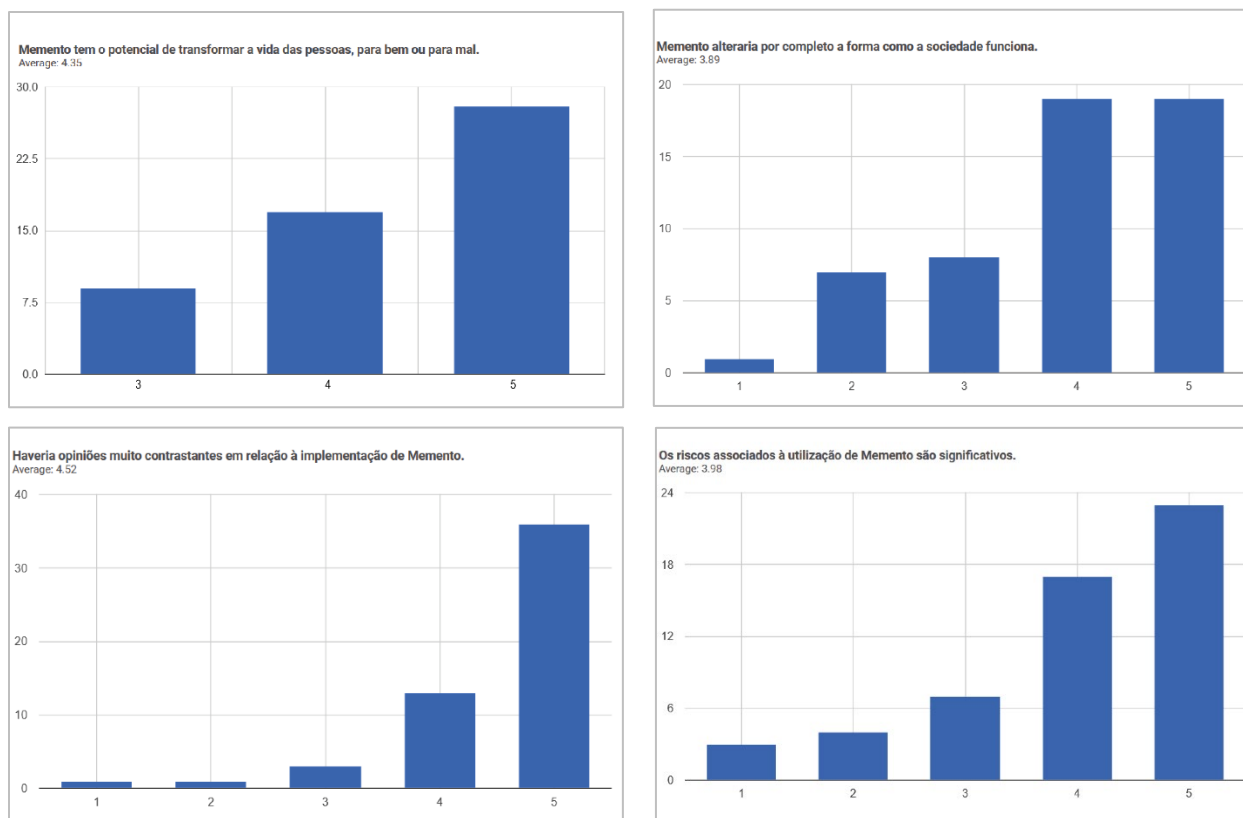 Memento tem o potencial de transformar a vida das pessoas, para bem ou para mal.
Average: 4.35
30.0
22.5
15.0
7.5
0.0
3 4 5
Memento alteraria por completo a forma como a sociedade funciona.
Average: 3.89
20
15
10
5
0
1 2 3 4 5
Haveria opiniões muito contrastantes em relação à implementação de Memento.
Average: 4.52
40
30
20
10
0
1 2 3 4 5
Os riscos associados à utilização de Memento são significativos.
Average: 3.98
24
18
12
6
0
1 2 3 4 5